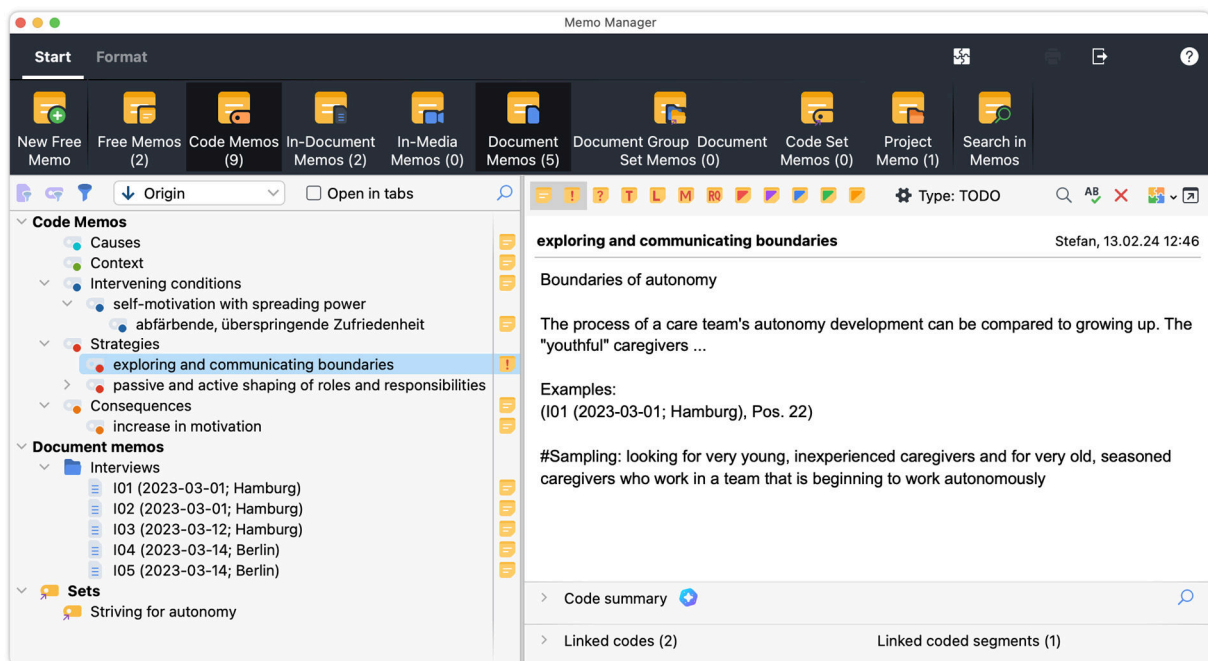 Memo Manager
Start Format
New Free Memo
Free Memos (2)
Code Memos (9)
In-Document Memos (2)
In-Media Memos (0)
Document Memos (5)
Document Group Document Set Memos (0)
Code Set Memos (0)
Project Memo (1)
Search in Memos
Origin
Open in tabs
Code Memos
Causes
Context
Intervening conditions
self-motivation with spreading power
abfärbende, überspringende Zufriedenheit
Strategies
exploring and communicating boundaries
passive and active shaping of roles and responsibilities
Consequences
increase in motivation
Document memos
Interviews
I01 (2023-03-01; Hamburg)
I02 (2023-03-01; Hamburg)
I03 (2023-03-12; Hamburg)
I04 (2023-03-14; Berlin)
I05 (2023-03-14; Berlin)
Sets
Striving for autonomy
! ? T L M RQ
Type: TODO
AB
exploring and communicating boundaries
Stefan, 13.02.24 12:46
Boundaries of autonomy
The process of a care team's autonomy development can be compared to growing up. The
"youthful" caregivers ...
Examples:
(I01 (2023-03-01; Hamburg), Pos. 22)
#Sampling: looking for very young, inexperienced caregivers and for very old, seasoned
caregivers who work in a team that is beginning to work autonomously
Code summary
Linked codes (2)
Linked coded segments (1)